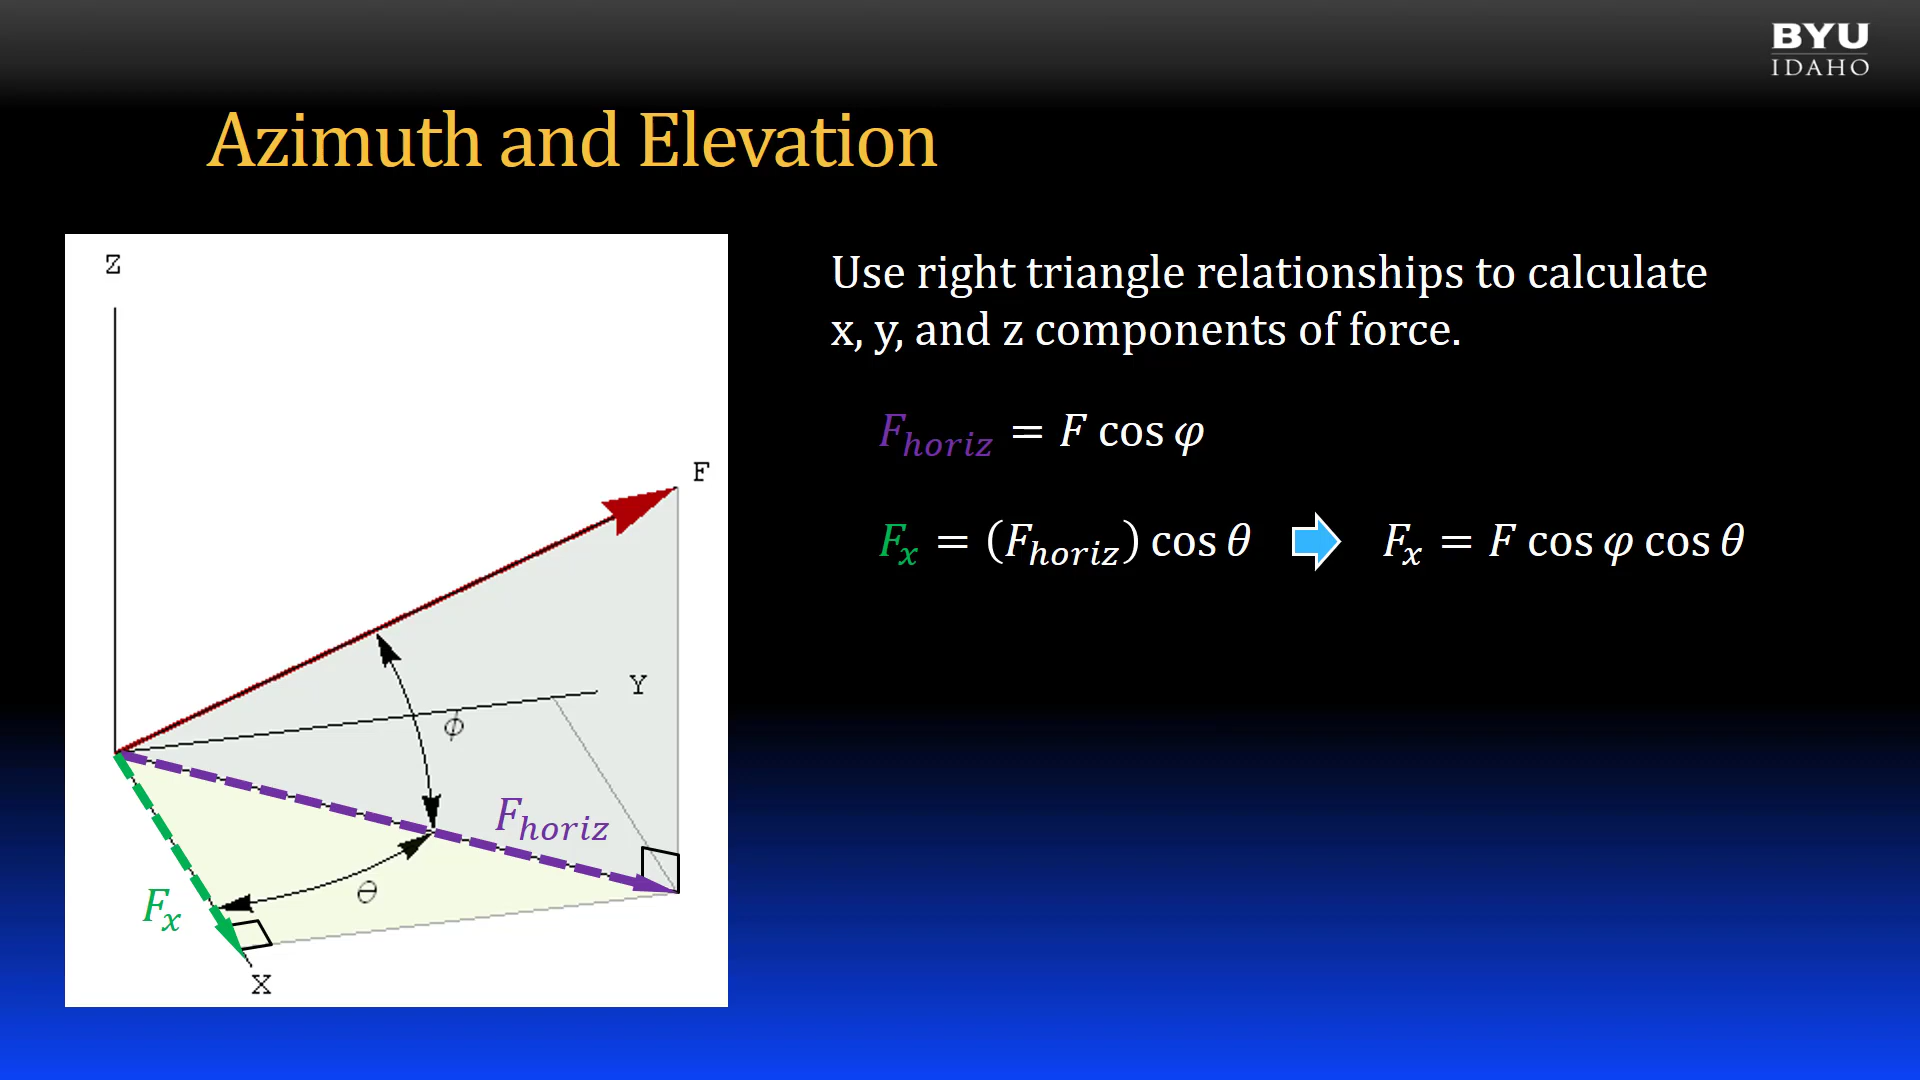 BYU
IDAHO
Azimuth and Elevation
Z
F
Y
ϕ
F_horiz
θ
F_x
X
Use right triangle relationships to calculate
x, y, and z components of force.
F_horiz = F cos φ
F_x = (F_horiz) cos θ F_x = F cos φ cos θ